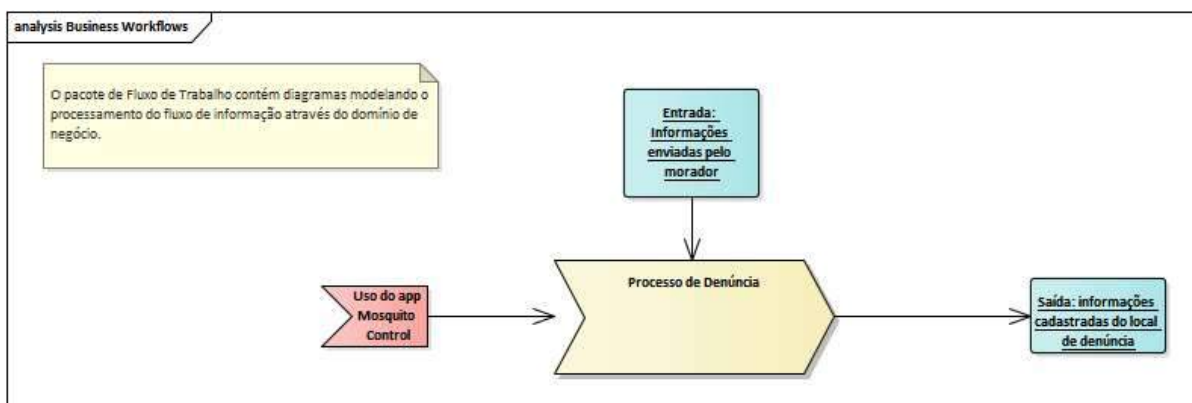 analysis Business Workflows
O pacote de Fluxo de Trabalho contém diagramas modelando o
processamento do fluxo de informação através do domínio de
negócio.
Entrada:
Informações
enviadas pelo
morador
Processo de Denúncia
Uso do app
Mosquito
Control
Saída: informações
cadastradas do local
de denúncia